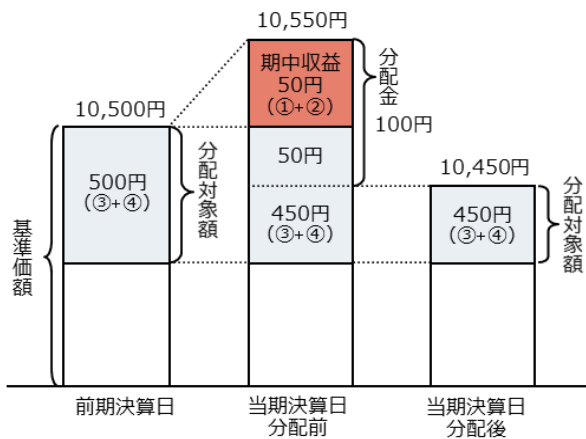 10,550円
期中収益
50円
(①+②)
分配金
100円
10,500円
500円
(③+④)
分配対象額
50円
450円
(③+④)
10,450円
450円
(③+④)
分配対象額
基準価額
前期決算日
当期決算日
分配前
当期決算日
分配後